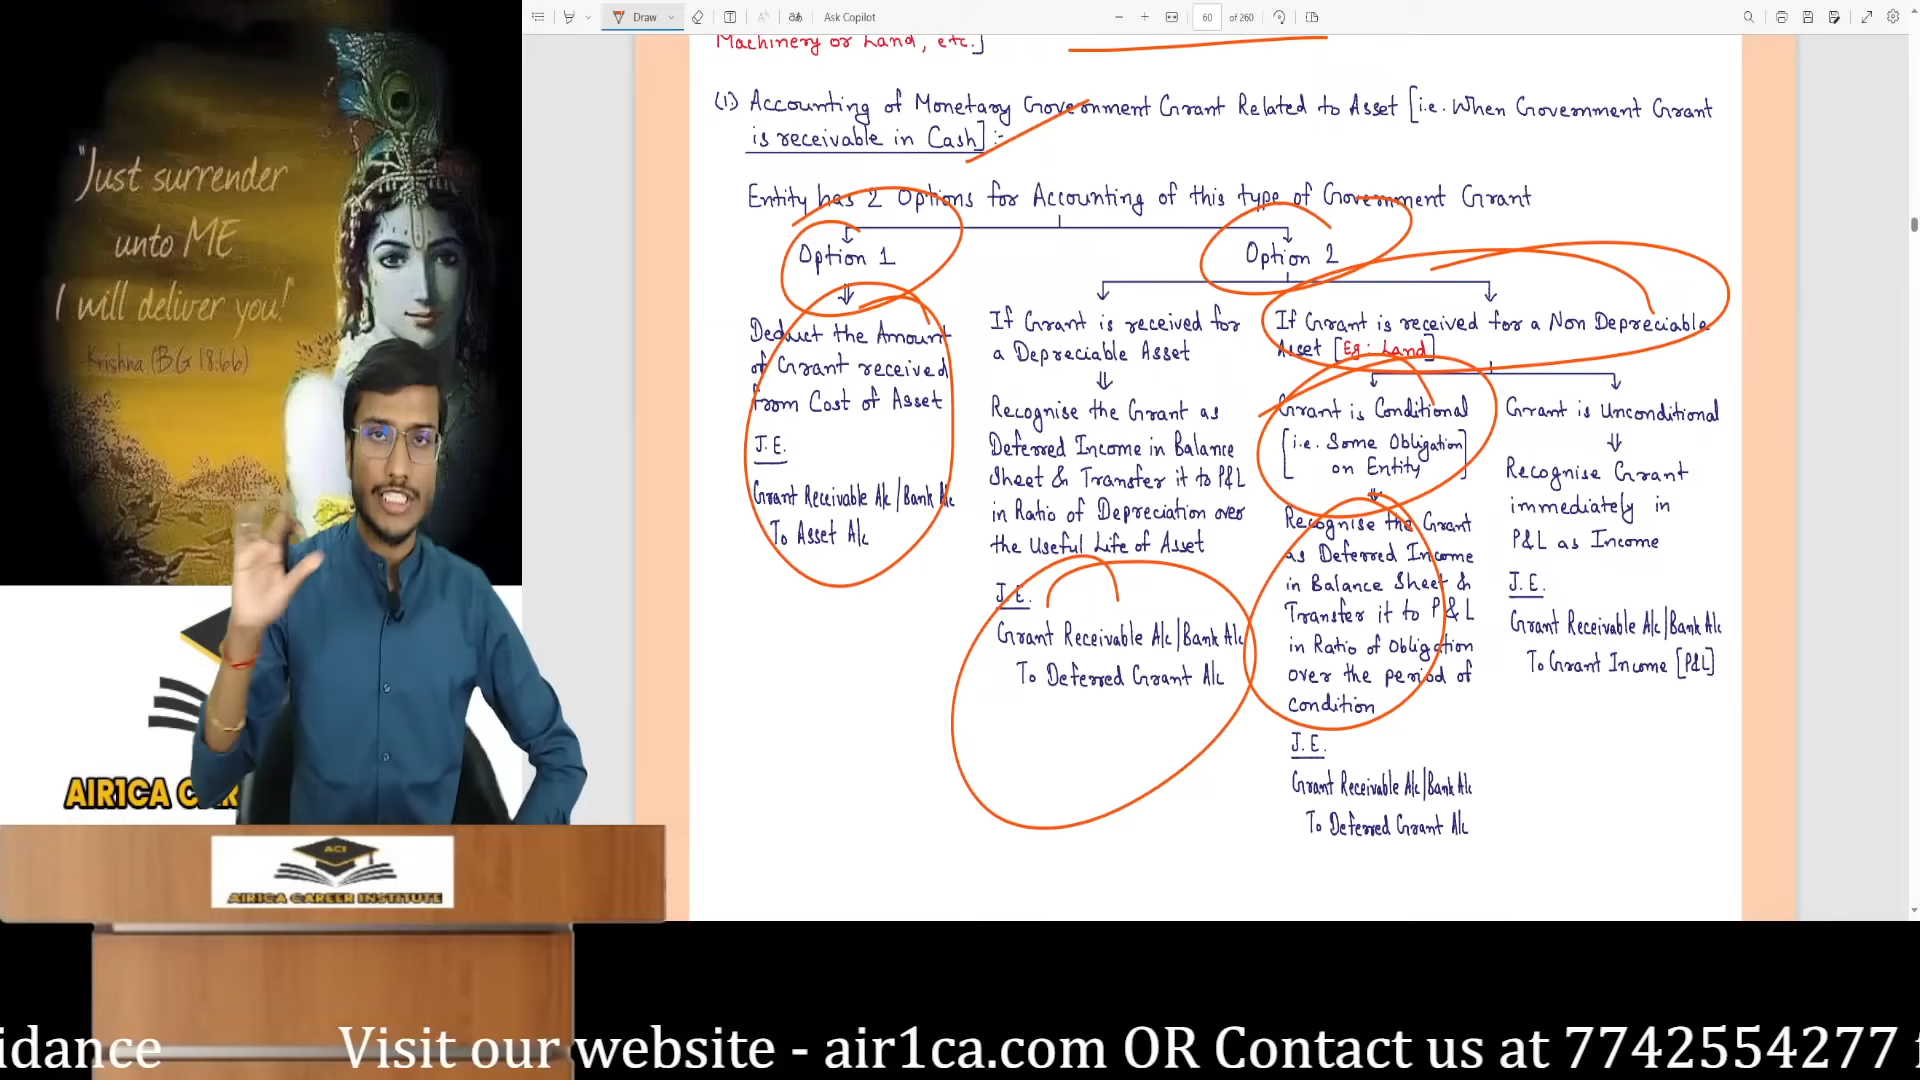 Draw
Ask Copilot
60
of 260
"Just surrender
unto ME
I will deliver you!"
Krishna (BG 18.66)
Machinery or Land, etc.]
(1) Accounting of Monetary Government Grant Related to Asset [i.e. When Government Grant
is receivable in Cash] :-
Entity has 2 Options for Accounting of this type of Government Grant
Option 1
Deduct the Amount
of Grant received
from Cost of Asset
J.E.
Grant Receivable A/c/Bank A/c
To Asset A/c
Option 2
If Grant is received for
a Depreciable Asset
Recognise the Grant as
Deferred Income in Balance
Sheet & Transfer it to P&L
in Ratio of Depreciation over
the Useful Life of Asset
J.E.
Grant Receivable A/c/Bank A/c
To Deferred Grant A/c
If Grant is received for a Non Depreciable
Asset [Eg: Land]
Grant is Conditional
[i.e. Some Obligation
on Entity]
Recognise the Grant
as Deferred Income
in Balance Sheet &
Transfer it to P&L
in Ratio of Obligation
over the period of
condition
J.E.
Grant Receivable A/c/Bank A/c
To Deferred Grant A/c
Grant is Unconditional
Recognise Grant
immediately in
P&L as Income
J.E.
Grant Receivable A/c/Bank A/c
To Grant Income [P&L]
AIR1CA C
ACI
AIR1CA CAREER INSTITUTE
idance Visit our website - air1ca.com OR Contact us at 7742554277 f